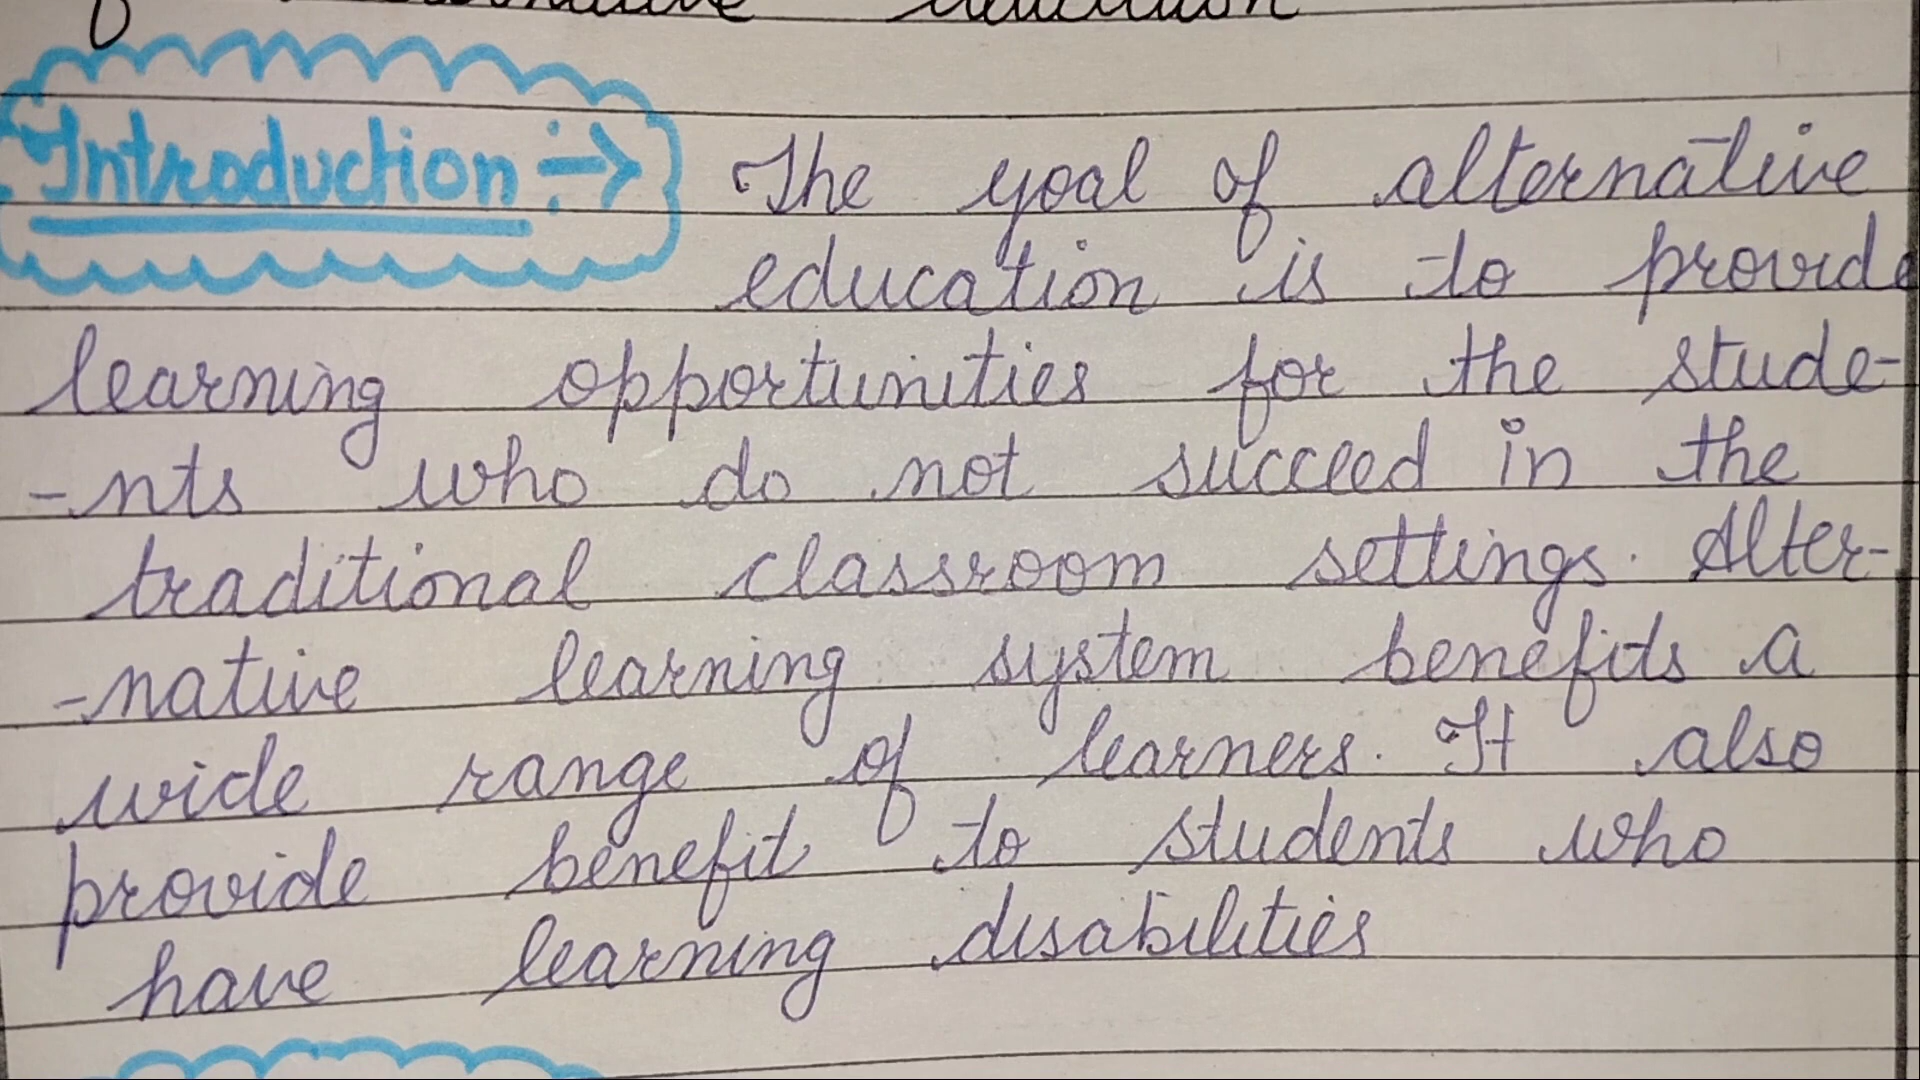 Introduction :→ The goal of alternative
education is to provide
learning opportunities for the stude-
-nts who do not succeed in the
traditional classroom settings. Alter-
-native learning system benefits a
wide range of learners. It also
provide benefit to students who
have learning disabilities